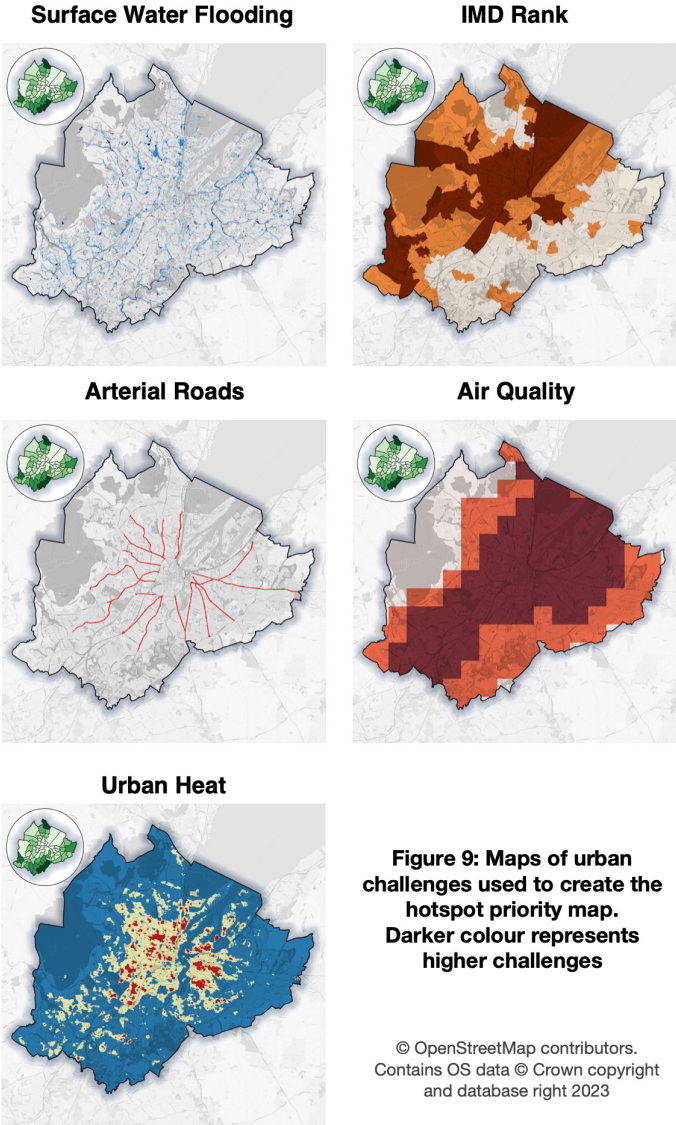 Surface Water Flooding
IMD Rank
Arterial Roads
Air Quality
Urban Heat
Figure 9: Maps of urban
challenges used to create the
hotspot priority map.
Darker colour represents
higher challenges
© OpenStreetMap contributors.
Contains OS data © Crown copyright
and database right 2023